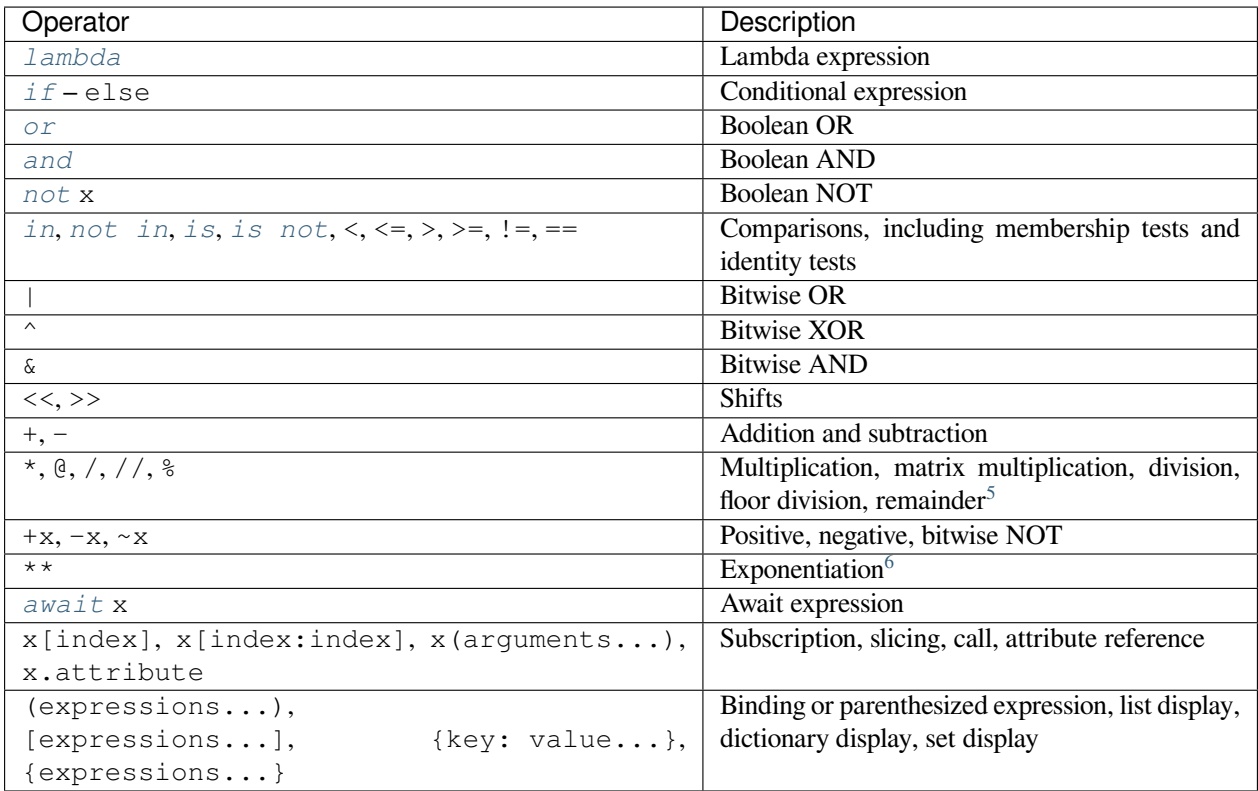 Operator Description
lambda Lambda expression
if – else Conditional expression
or Boolean OR
and Boolean AND
not x Boolean NOT
in, not in, is, is not, <, <=, >, >=, !=, == Comparisons, including membership tests and
identity tests
| Bitwise OR
^ Bitwise XOR
& Bitwise AND
<<, >> Shifts
+, - Addition and subtraction
*, @, /, //, % Multiplication, matrix multiplication, division,
floor division, remainder5
+x, -x, ~x Positive, negative, bitwise NOT
** Exponentiation6
await x Await expression
x[index], x[index:index], x(arguments...), Subscription, slicing, call, attribute reference
x.attribute
(expressions...), Binding or parenthesized expression, list display,
[expressions...], {key: value...}, dictionary display, set display
{expressions...}